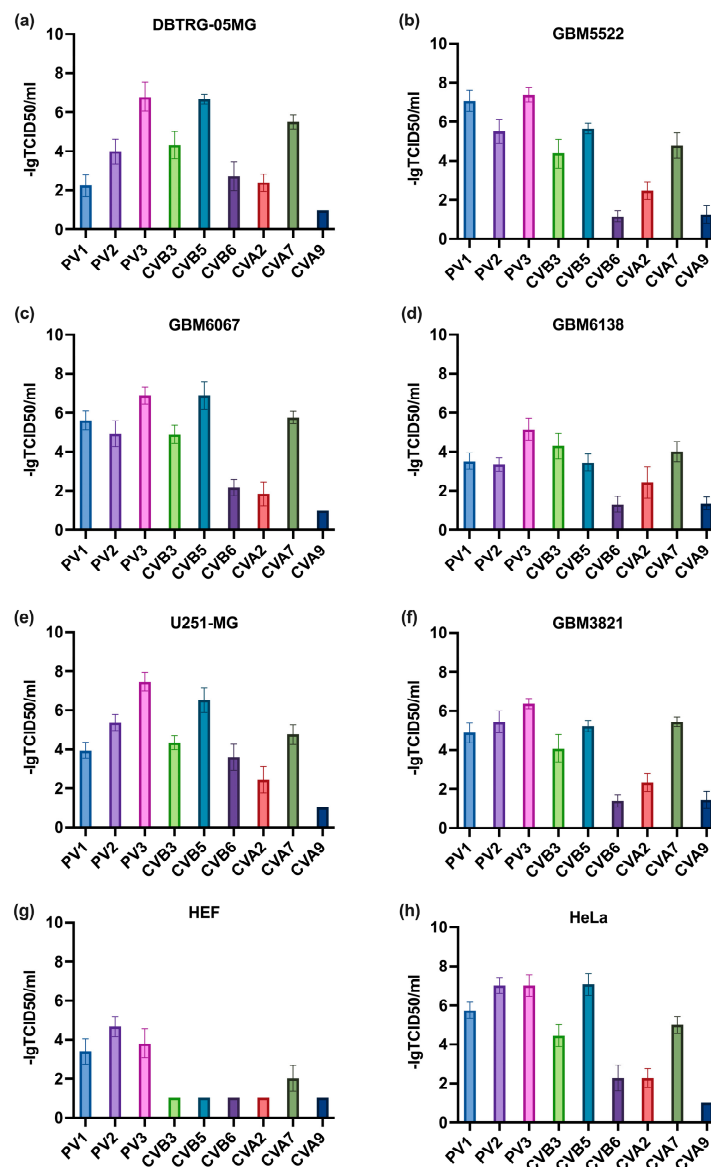 (a)
DBTRG-05MG
-lgTCID50/ml
10
8
6
4
2
0
PV1 PV2 PV3 CVB3 CVB5 CVB6 CVA2 CVA7 CVA9
(b)
GBM5522
-lgTCID50/ml
10
8
6
4
2
0
PV1 PV2 PV3 CVB3 CVB5 CVB6 CVA2 CVA7 CVA9
(c)
GBM6067
-lgTCID50/ml
10
8
6
4
2
0
PV1 PV2 PV3 CVB3 CVB5 CVB6 CVA2 CVA7 CVA9
(d)
GBM6138
-lgTCID50/ml
10
8
6
4
2
0
PV1 PV2 PV3 CVB3 CVB5 CVB6 CVA2 CVA7 CVA9
(e)
U251-MG
-lgTCID50/ml
10
8
6
4
2
0
PV1 PV2 PV3 CVB3 CVB5 CVB6 CVA2 CVA7 CVA9
(f)
GBM3821
-lgTCID50/ml
10
8
6
4
2
0
PV1 PV2 PV3 CVB3 CVB5 CVB6 CVA2 CVA7 CVA9
(g)
HEF
-lgTCID50/ml
10
8
6
4
2
0
PV1 PV2 PV3 CVB3 CVB5 CVB6 CVA2 CVA7 CVA9
(h)
HeLa
-lgTCID50/ml
10
8
6
4
2
0
PV1 PV2 PV3 CVB3 CVB5 CVB6 CVA2 CVA7 CVA9